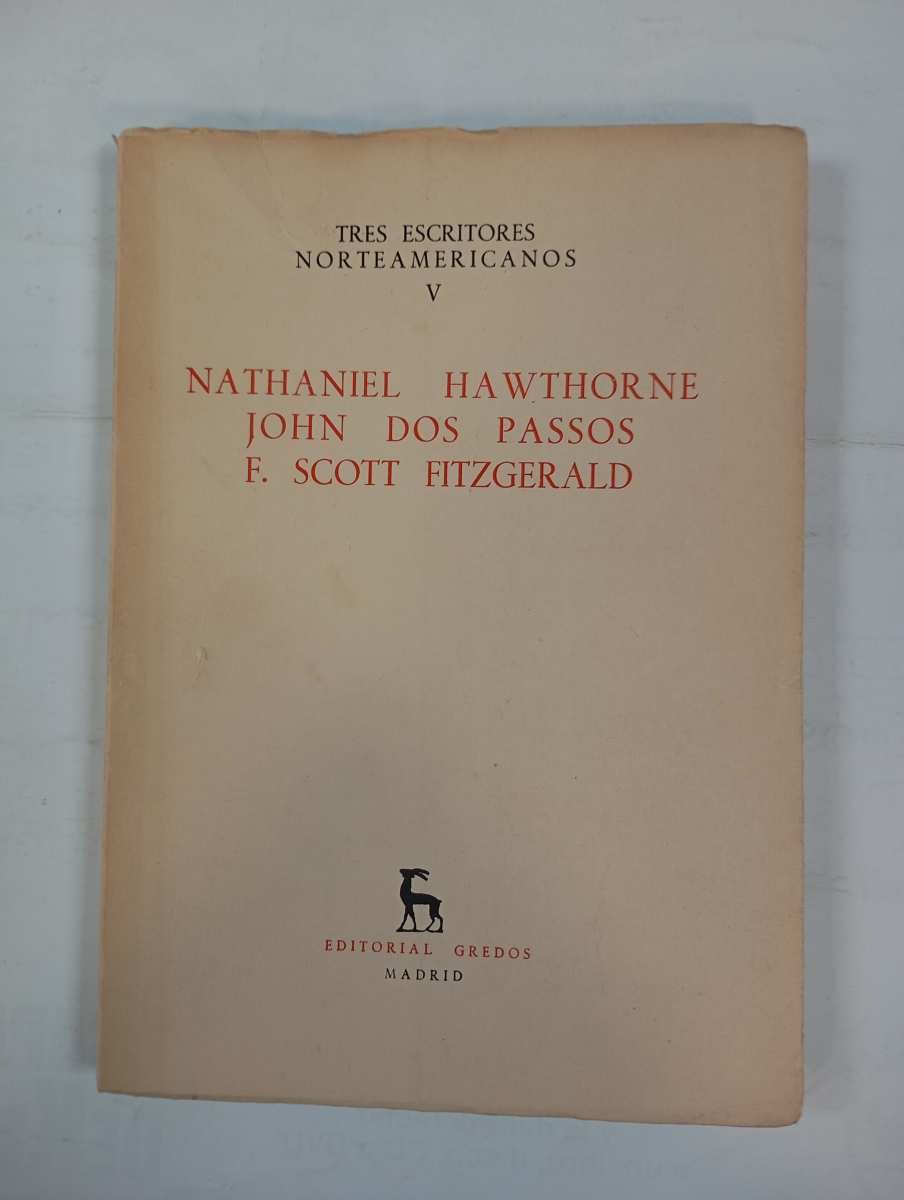 TRES ESCRITORES
NORTEAMERICANOS
V
NATHANIEL HAWTHORNE
JOHN DOS PASSOS
F. SCOTT FITZGERALD
EDITORIAL GREDOS
MADRID